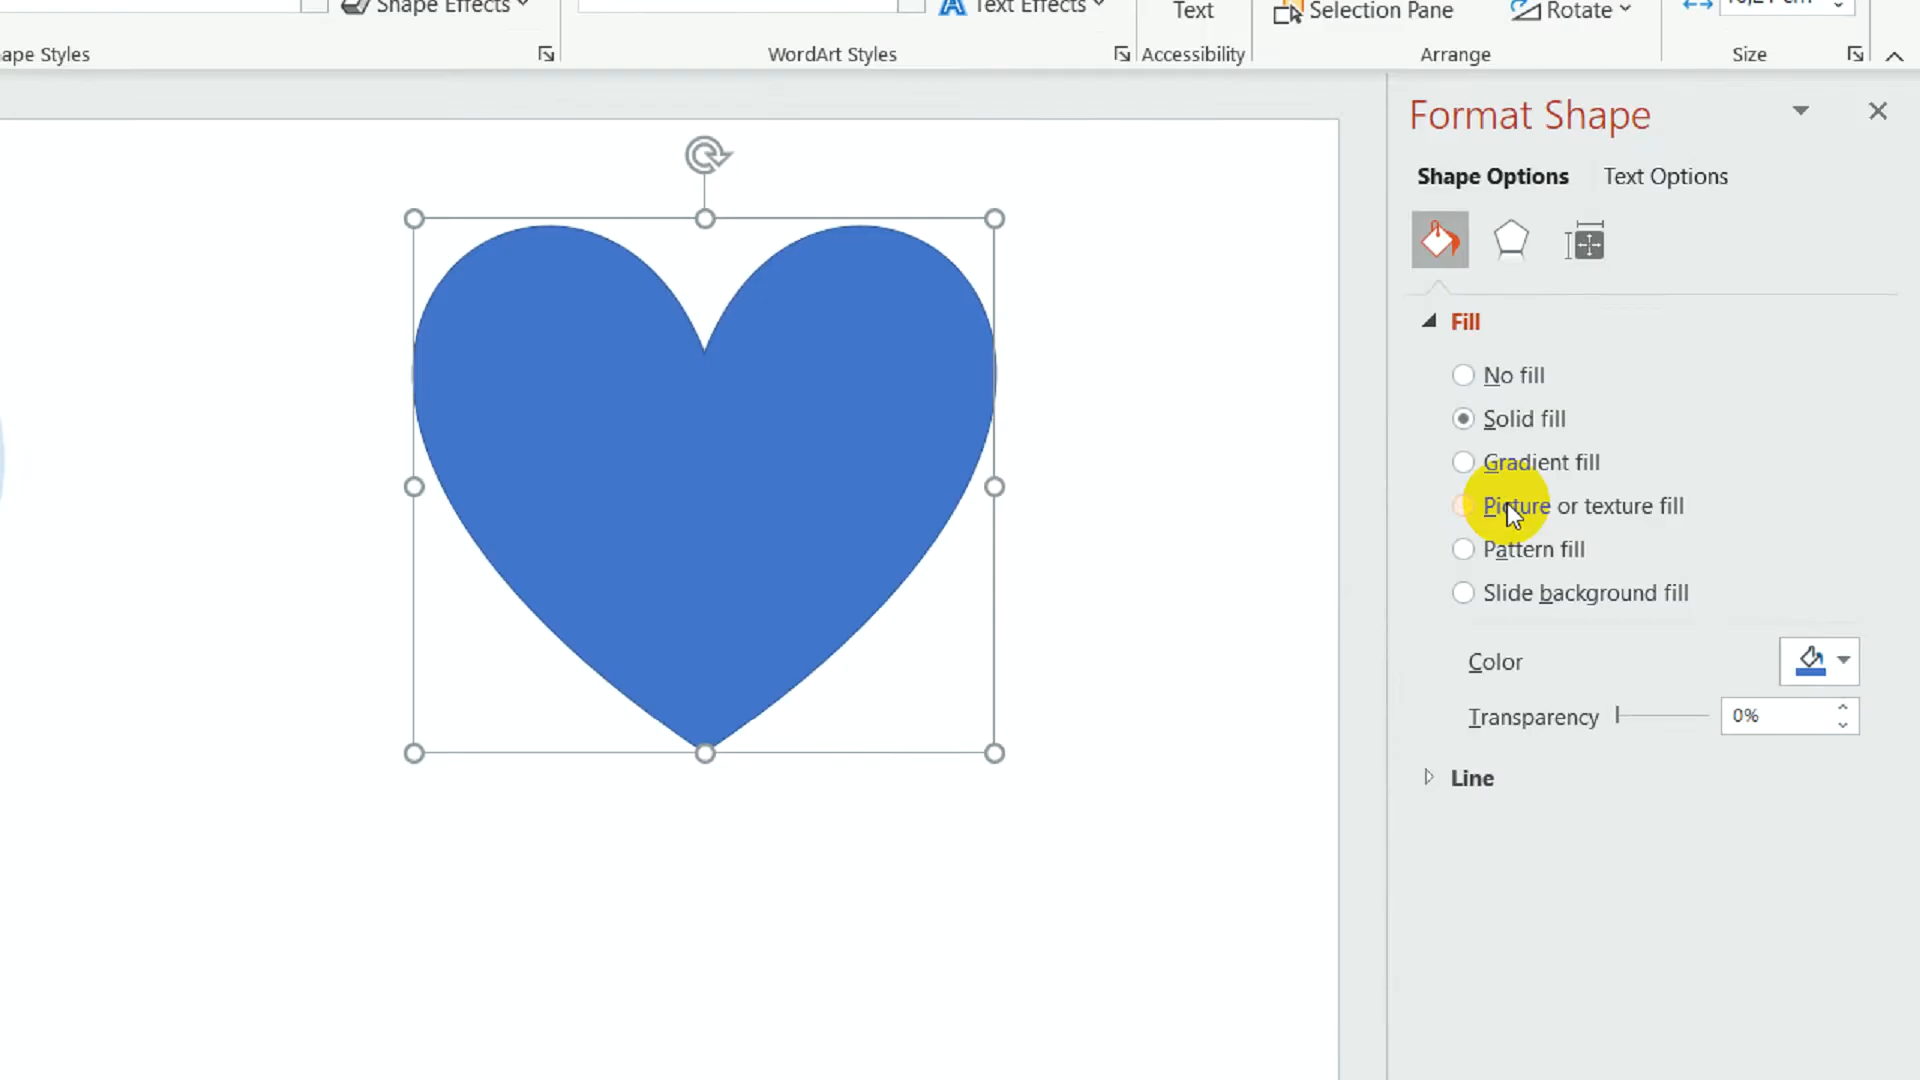 Shape Effects
Text Effects
Text
Selection Pane
Rotate
ape Styles
WordArt Styles
Accessibility
Arrange
Size
Format Shape
Shape Options
Text Options
Fill
No fill
Solid fill
Gradient fill
Picture or texture fill
Pattern fill
Slide background fill
Color
Transparency
0%
Line